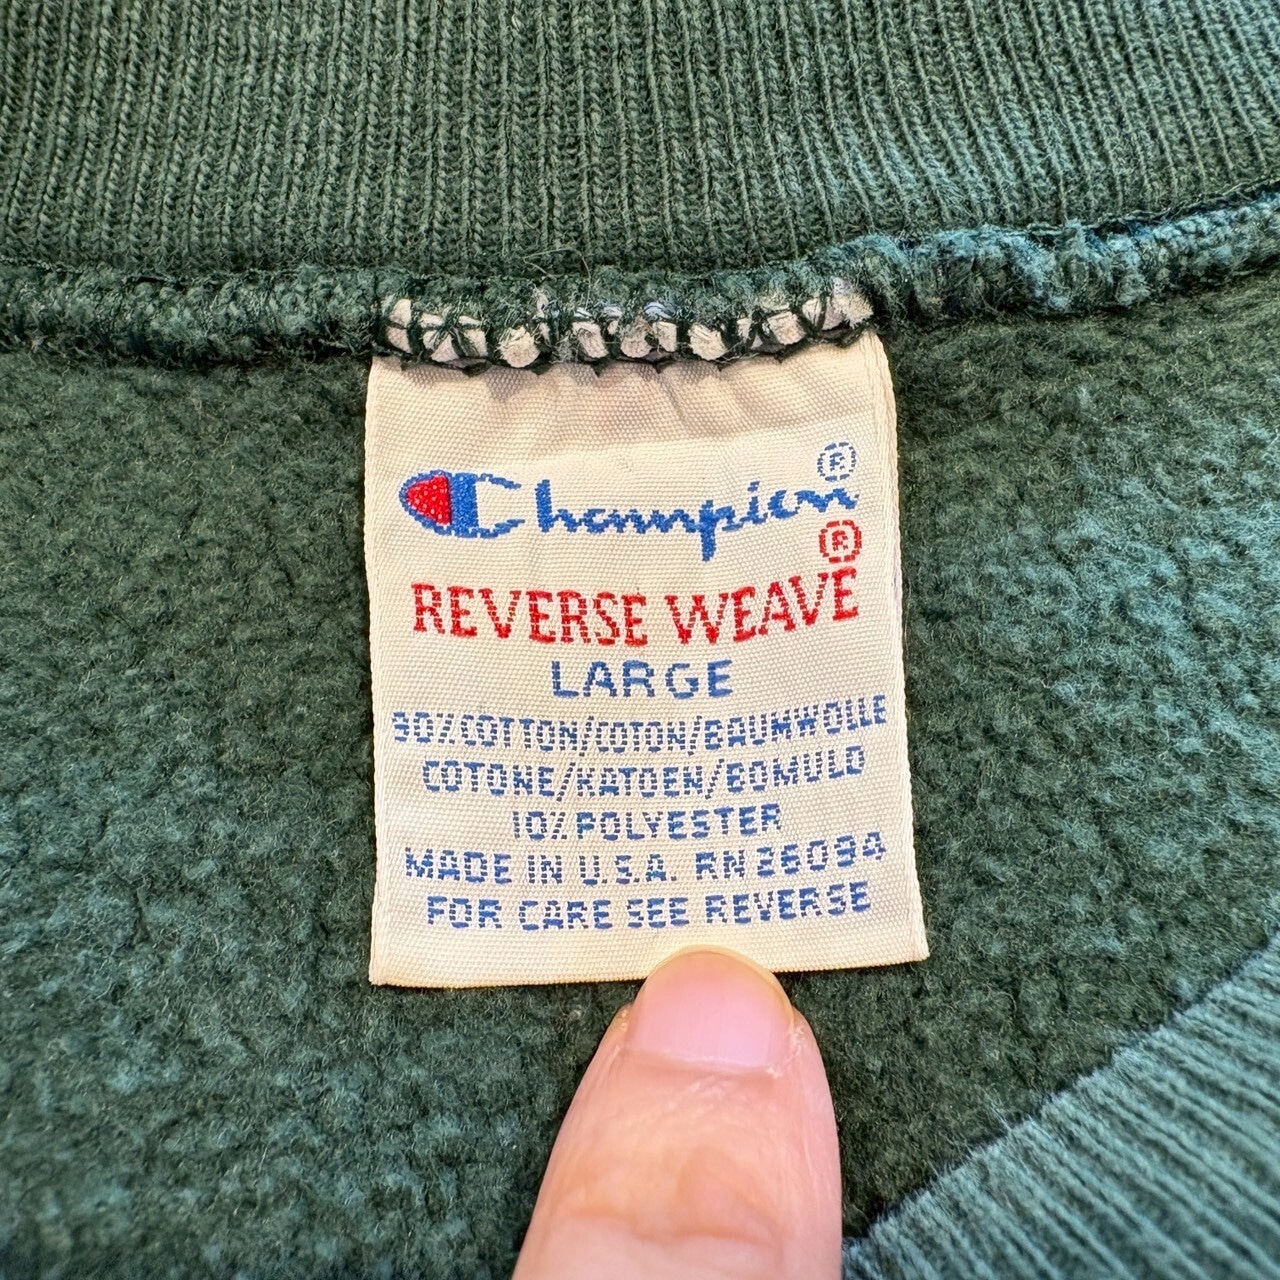 Champion®
REVERSE WEAVE®
LARGE
90% COTTON/COTON/BAUMWOLLE
COTONE/KATOEN/BOMULD
10% POLYESTER
MADE IN U.S.A. RN 26094
FOR CARE SEE REVERSE